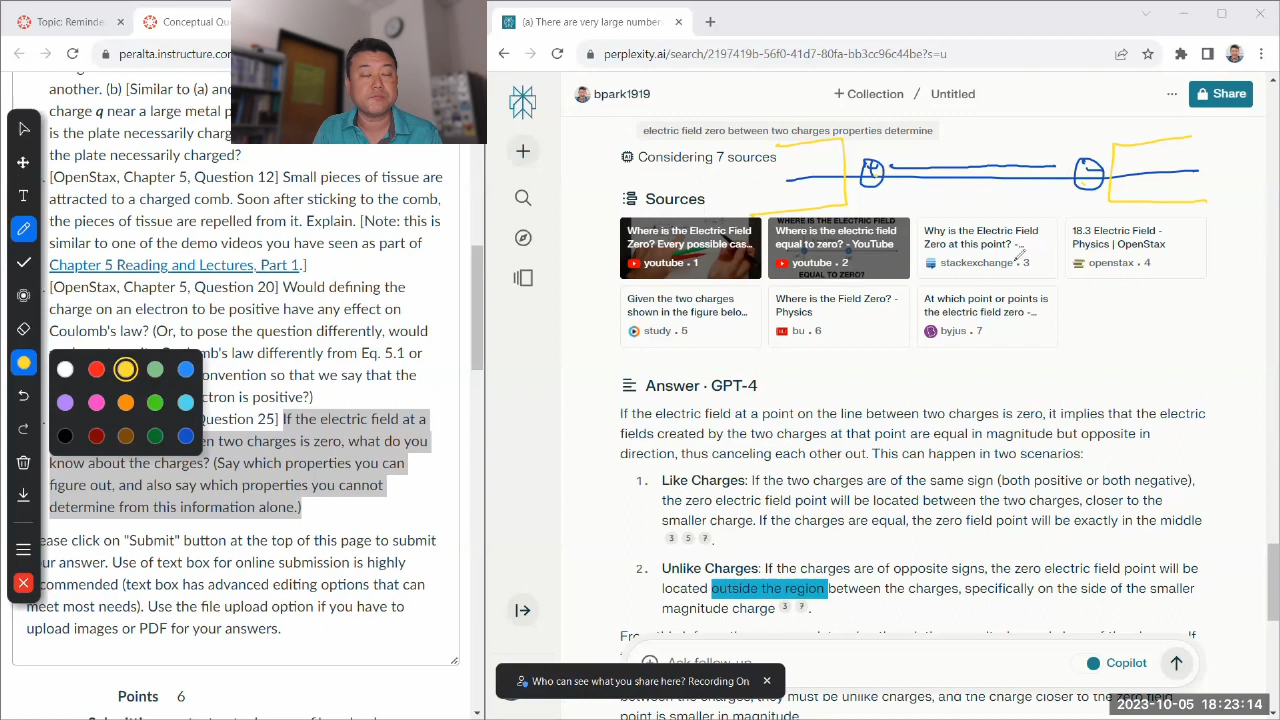 Topic: Remind
Conceptual Qu
peralta.instructure.co
another. (b) [Similar to (a) an
charge q near a large metal p
is the plate necessarily charg
the plate necessarily charged?
[OpenStax, Chapter 5, Question 12] Small pieces of tissue are
attracted to a charged comb. Soon after sticking to the comb,
the pieces of tissue are repelled from it. Explain. [Note: this is
similar to one of the demo videos you have seen as part of
Chapter 5 Reading and Lectures, Part 1.]
[OpenStax, Chapter 5, Question 20] Would defining the
charge on an electron to be positive have any effect on
Coulomb's law? (Or, to pose the question differently, would
Coulomb's law differently from Eq. 5.1 or
convention so that we say that the
ctron is positive?)
Question 25] If the electric field at a
en two charges is zero, what do you
know about the charges? (Say which properties you can
figure out, and also say which properties you cannot
determine from this information alone.)
ease click on "Submit" button at the top of this page to submit
ur answer. Use of text box for online submission is highly
commended (text box has advanced editing options that can
meet most needs). Use the file upload option if you have to
upload images or PDF for your answers.
Points 6
(a) There are very large number
perplexity.ai/search/2197419b-56f0-41d7-80fa-bb3cc96c44be?s=u
bpark1919
Collection / Untitled
Share
electric field zero between two charges properties determine
Considering 7 sources
+ -
Sources
Where is the Electric Field Zero? Every possible cas...
youtube · 1
WHERE IS THE ELECTRIC FIELD
Where is the electric field equal to zero? - YouTube
youtube · 2
EQUAL TO ZERO?
Why is the Electric Field Zero at this point? -...
stackexchange · 3
18.3 Electric Field - Physics | OpenStax
openstax · 4
Given the two charges shown in the figure belo...
study · 5
Where is the Field Zero? - Physics
bu · 6
At which point or points is the electric field zero -...
byjus · 7
Answer · GPT-4
If the electric field at a point on the line between two charges is zero, it implies that the electric
fields created by the two charges at that point are equal in magnitude but opposite in
direction, thus canceling each other out. This can happen in two scenarios:
1. Like Charges: If the two charges are of the same sign (both positive or both negative),
the zero electric field point will be located between the two charges, closer to the
smaller charge. If the charges are equal, the zero field point will be exactly in the middle
3 5 7 .
2. Unlike Charges: If the charges are of opposite signs, the zero electric field point will be
located outside the region between the charges, specifically on the side of the smaller
magnitude charge 3 7 .
Ask follow-up
Copilot
Who can see what you share here? Recording On
between the charges, they must be unlike charges, and the charge closer to the zero field
point is smaller in magnitude.
2023-10-05 18:23:14